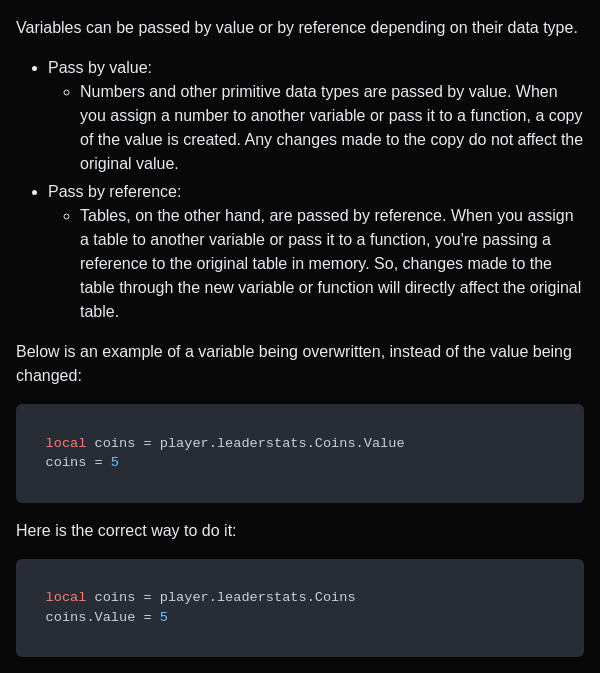 Variables can be passed by value or by reference depending on their data type.
• Pass by value:
◦ Numbers and other primitive data types are passed by value. When
you assign a number to another variable or pass it to a function, a copy
of the value is created. Any changes made to the copy do not affect the
original value.
• Pass by reference:
◦ Tables, on the other hand, are passed by reference. When you assign
a table to another variable or pass it to a function, you're passing a
reference to the original table in memory. So, changes made to the
table through the new variable or function will directly affect the original
table.
Below is an example of a variable being overwritten, instead of the value being
changed:
local coins = player.leaderstats.Coins.Value
coins = 5
Here is the correct way to do it:
local coins = player.leaderstats.Coins
coins.Value = 5